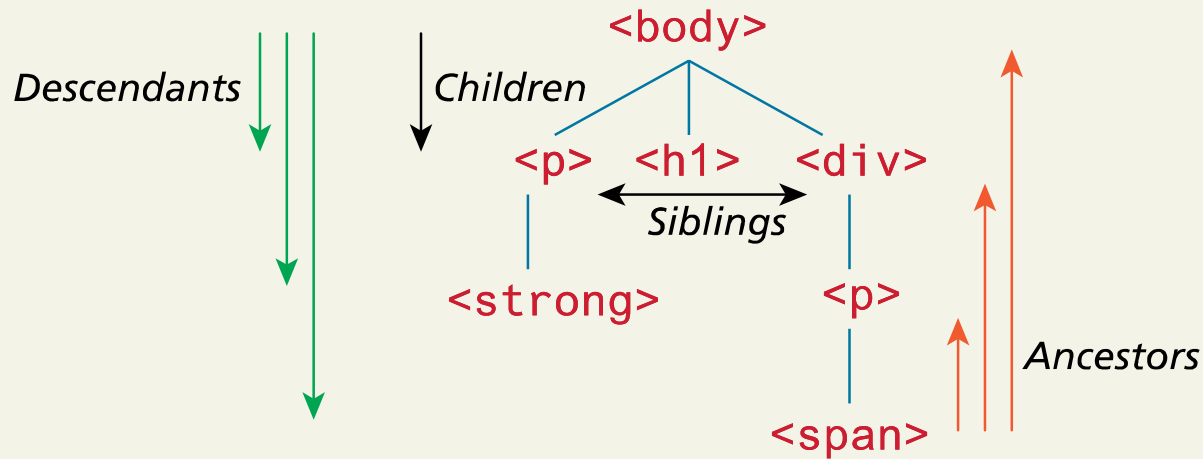 <body>
Descendants
Children
<p> <h1> <div>
Siblings
<strong> <p>
Ancestors
<span>